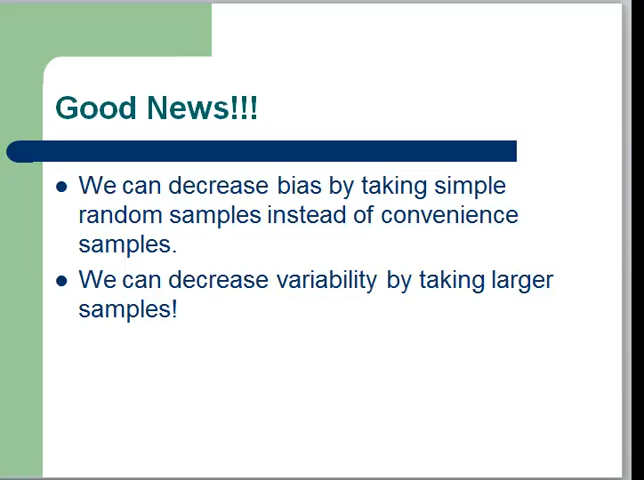 Good News!!!
We can decrease bias by taking simple
random samples instead of convenience
samples.
We can decrease variability by taking larger
samples!